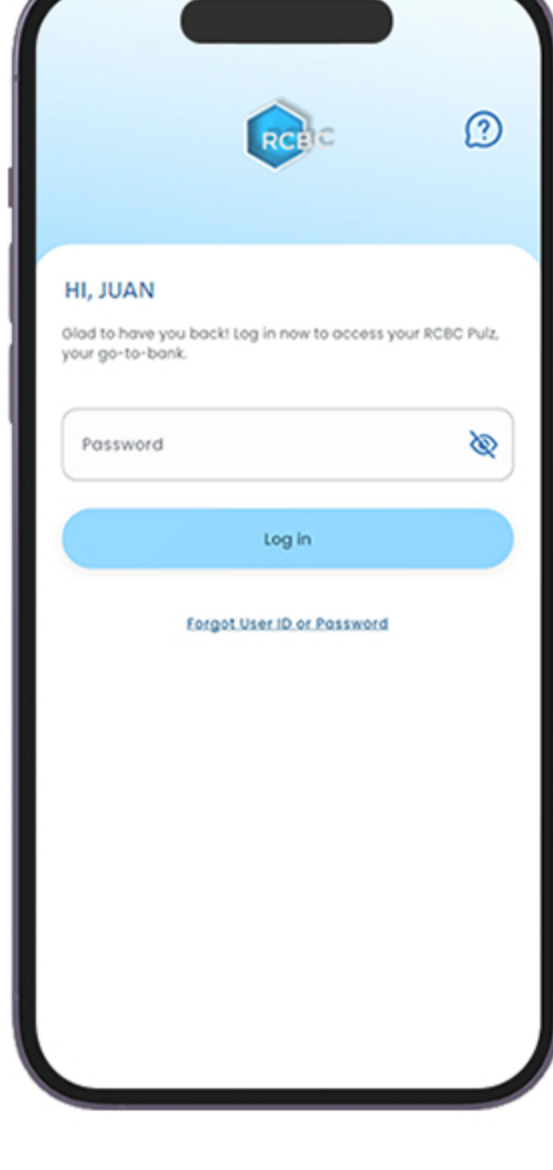 RCBC
HI, JUAN
Glad to have you back! Log in now to access your RCBC Pulz,
your go-to-bank.
Password
Log in
Forgot User ID or Password